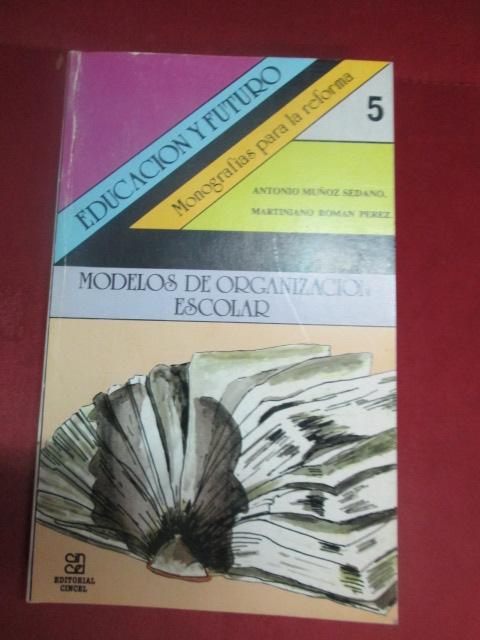 EDUCACION Y FUTURO
Monografías para la reforma
5
ANTONIO MUÑOZ SEDANO.
MARTINIANO ROMAN PEREZ.
MODELOS DE ORGANIZACION
ESCOLAR
EDITORIAL
CINCEL